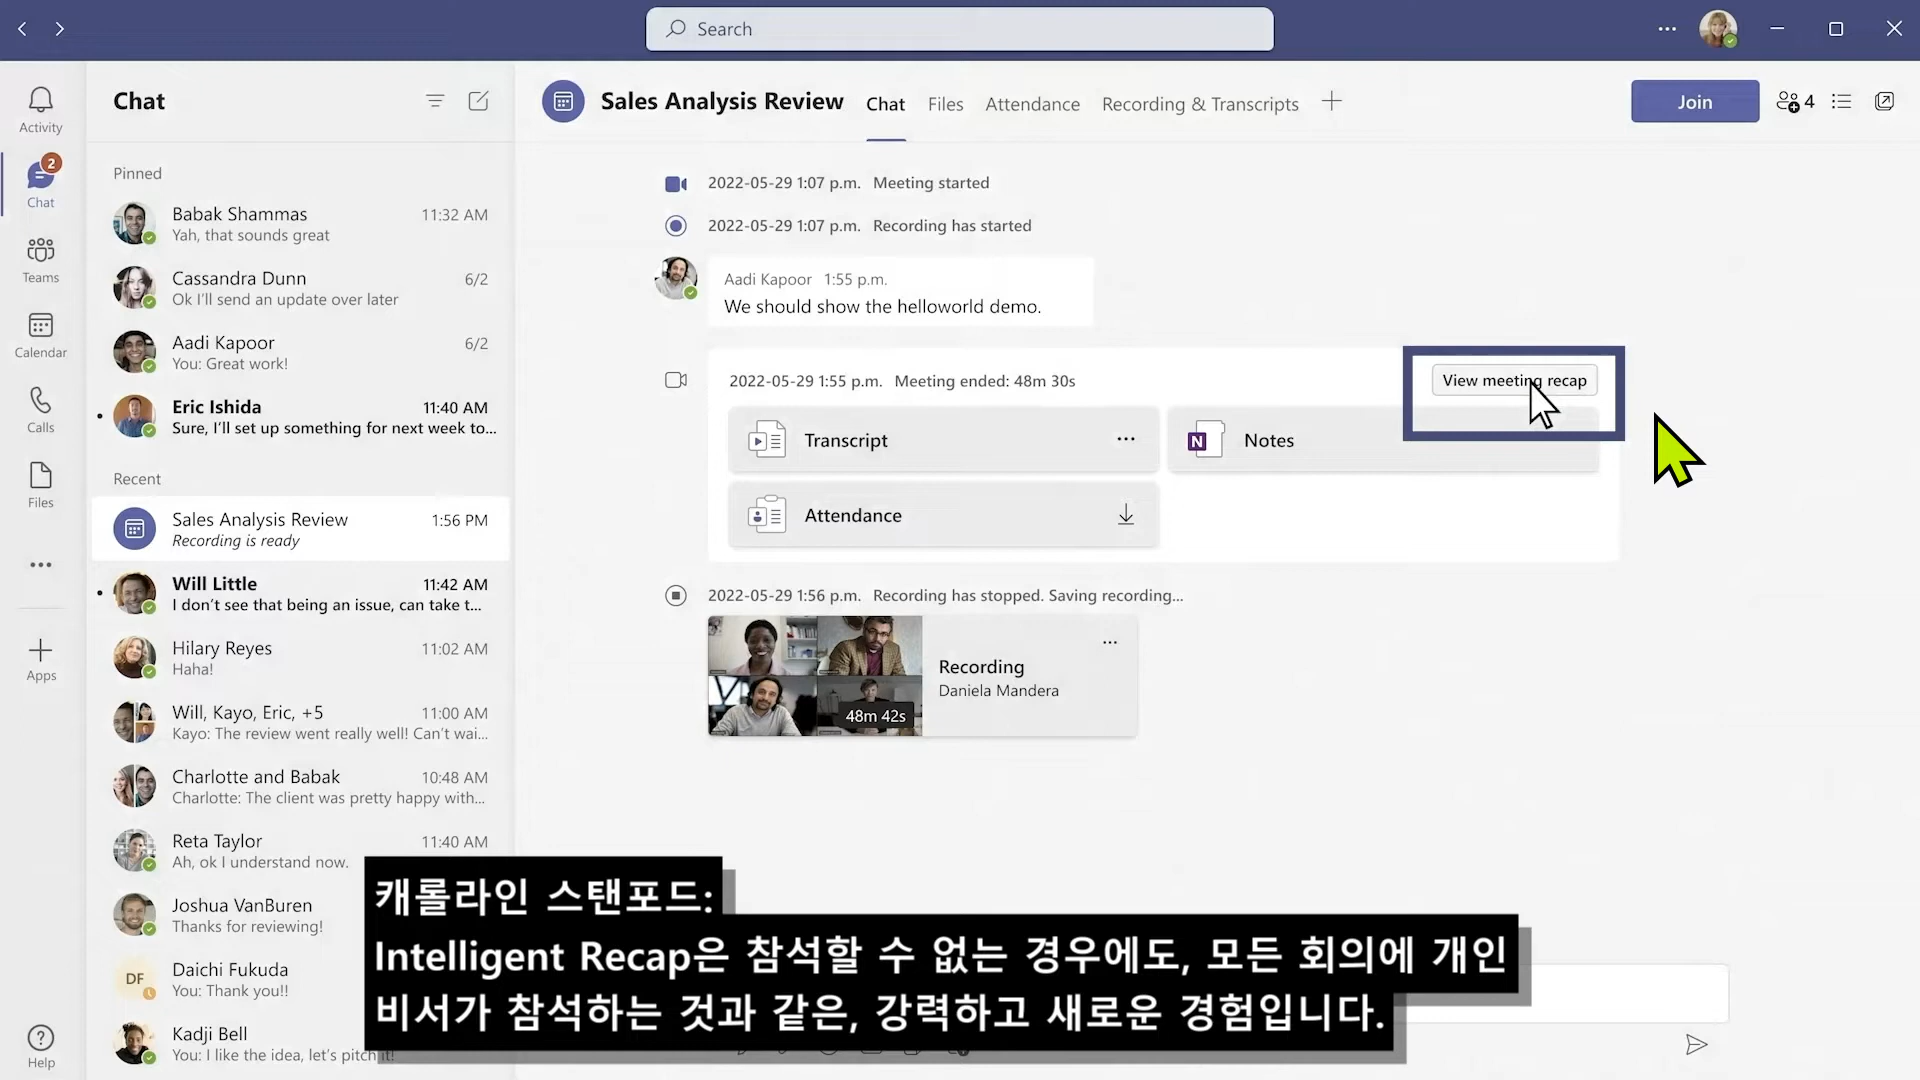 Search
Activity
2
Chat
Teams
Calendar
Calls
Files
Apps
Help
Chat
Pinned
Babak Shammas 11:32 AM
Yah, that sounds great
Cassandra Dunn 6/2
Ok I'll send an update over later
Aadi Kapoor 6/2
You: Great work!
Eric Ishida 11:40 AM
Sure, I'll set up something for next week to...
Recent
Sales Analysis Review 1:56 PM
Recording is ready
Will Little 11:42 AM
I don't see that being an issue, can take t...
Hilary Reyes 11:02 AM
Haha!
Will, Kayo, Eric, +5 11:00 AM
Kayo: The review went really well! Can't wai...
Charlotte and Babak 10:48 AM
Charlotte: The client was pretty happy with...
Reta Taylor 11:40 AM
Ah, ok I understand now.
Joshua VanBuren
Thanks for reviewing!
DF
Daichi Fukuda
You: Thank you!!
Kadji Bell
You: I like the idea, let's pitch it!
Sales Analysis Review Chat Files Attendance Recording & Transcripts
Join 4
2022-05-29 1:07 p.m. Meeting started
2022-05-29 1:07 p.m. Recording has started
Aadi Kapoor 1:55 p.m.
We should show the helloworld demo.
2022-05-29 1:55 p.m. Meeting ended: 48m 30s
View meeting recap
Transcript
N Notes
Attendance
2022-05-29 1:56 p.m. Recording has stopped. Saving recording...
48m 42s
Recording
Daniela Mandera
캐롤라인 스탠포드:
Intelligent Recap은 참석할 수 없는 경우에도, 모든 회의에 개인
비서가 참석하는 것과 같은, 강력하고 새로운 경험입니다.